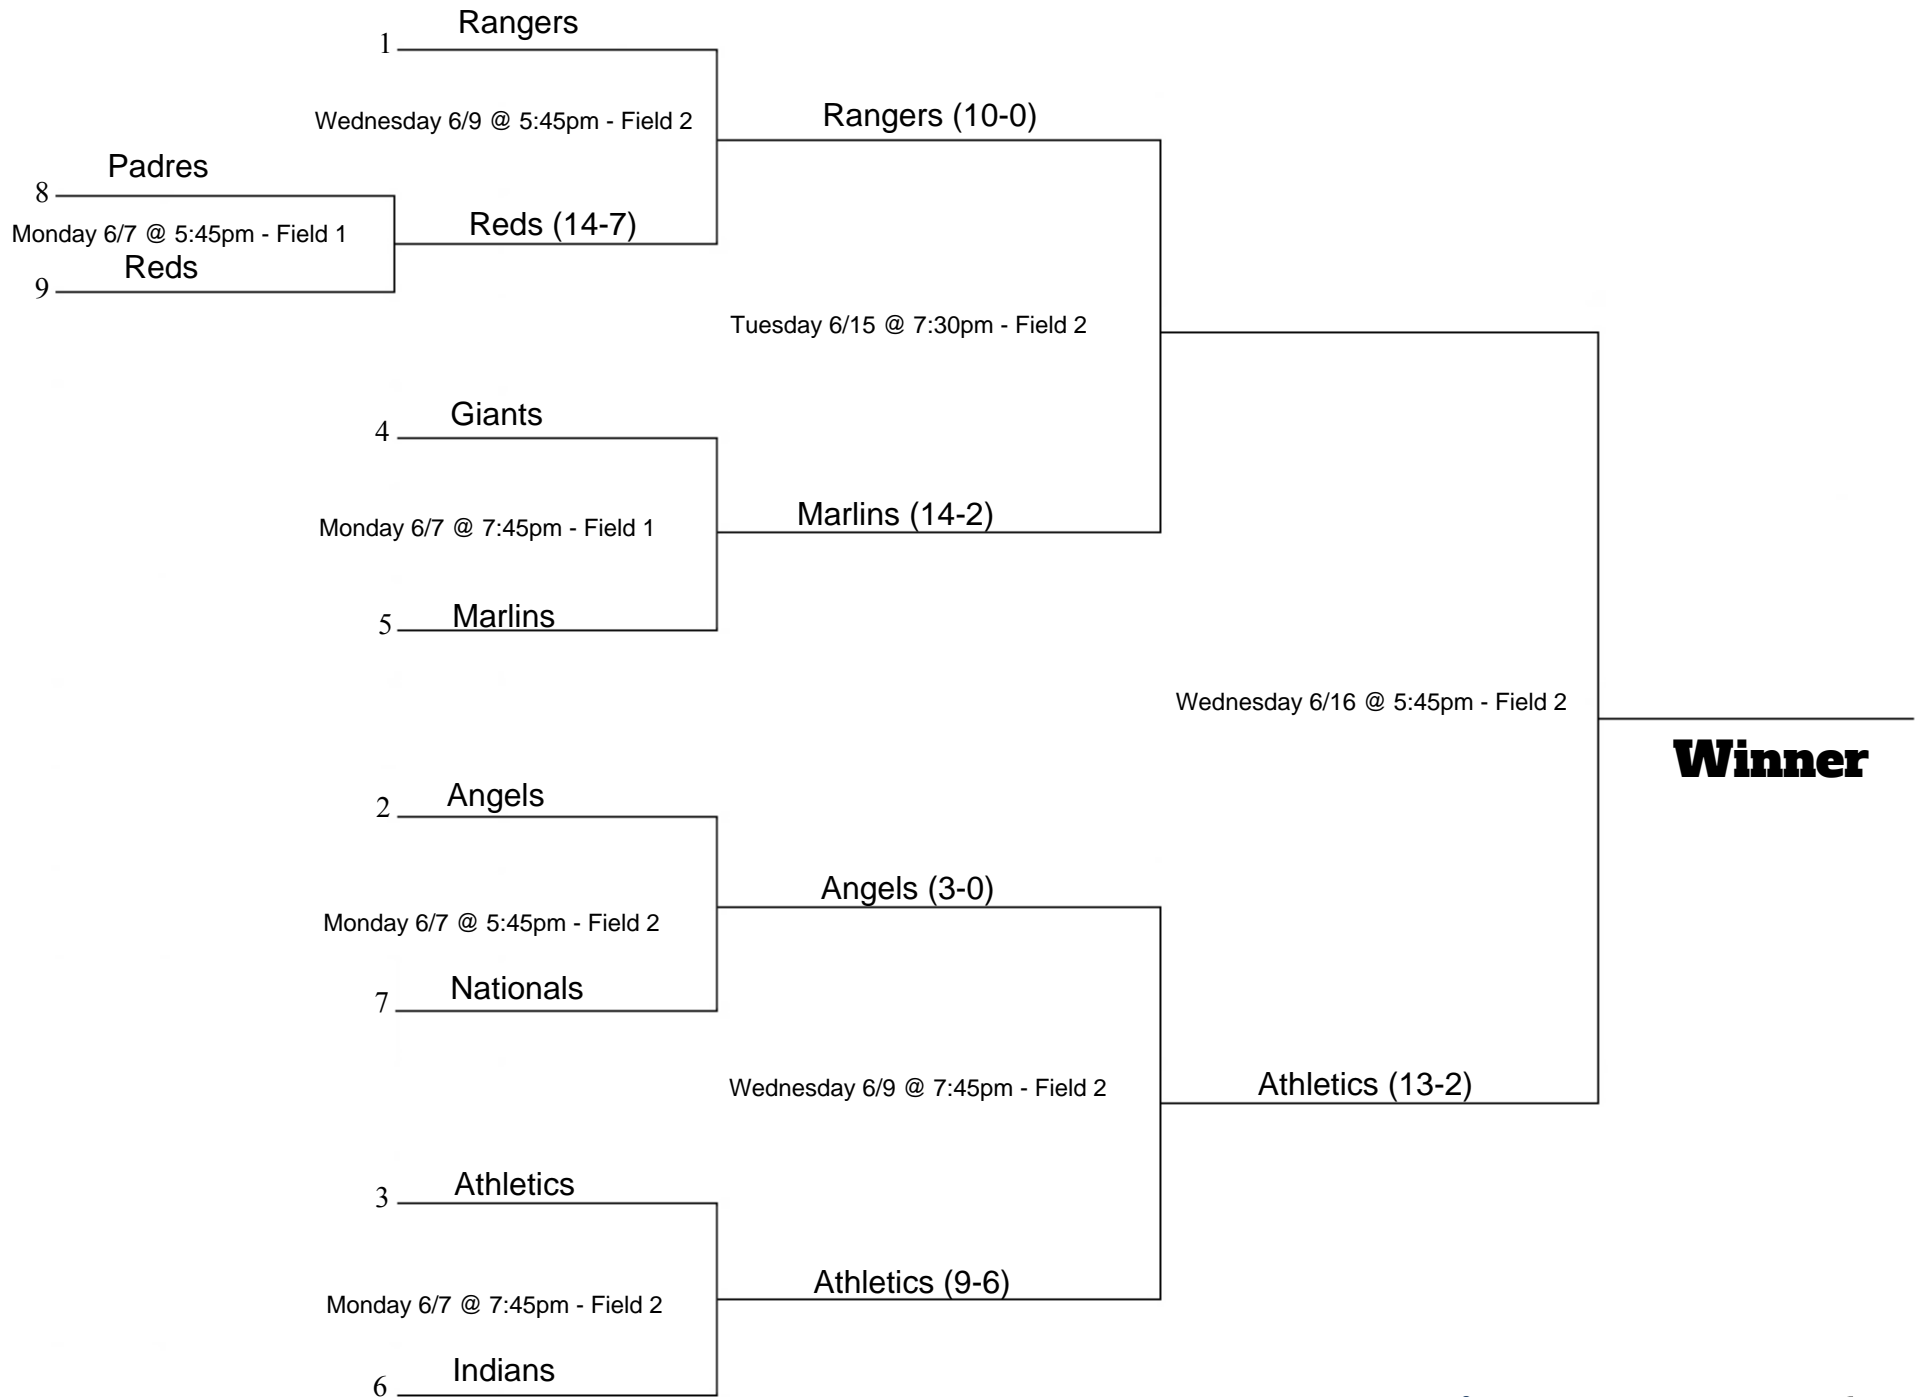 Rangers
1
Wednesday 6/9 @ 5:45pm - Field 2
Rangers (10-0)
Padres
8
Monday 6/7 @ 5:45pm - Field 1
Reds (14-7)
Reds
9
Tuesday 6/15 @ 7:30pm - Field 2
Giants
4
Monday 6/7 @ 7:45pm - Field 1
Marlins (14-2)
Marlins
5
Wednesday 6/16 @ 5:45pm - Field 2
Winner
Angels
2
Angels (3-0)
Monday 6/7 @ 5:45pm - Field 2
Nationals
7
Wednesday 6/9 @ 7:45pm - Field 2
Athletics (13-2)
Athletics
3
Athletics (9-6)
Monday 6/7 @ 7:45pm - Field 2
Indians
6